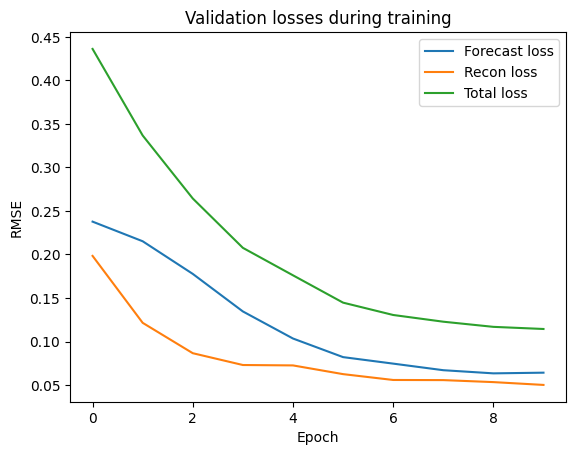 Validation losses during training
0.45
0.40
0.35
0.30
0.25
0.20
0.15
0.10
0.05
RMSE
0 2 4 6 8
Epoch
Forecast loss
Recon loss
Total loss